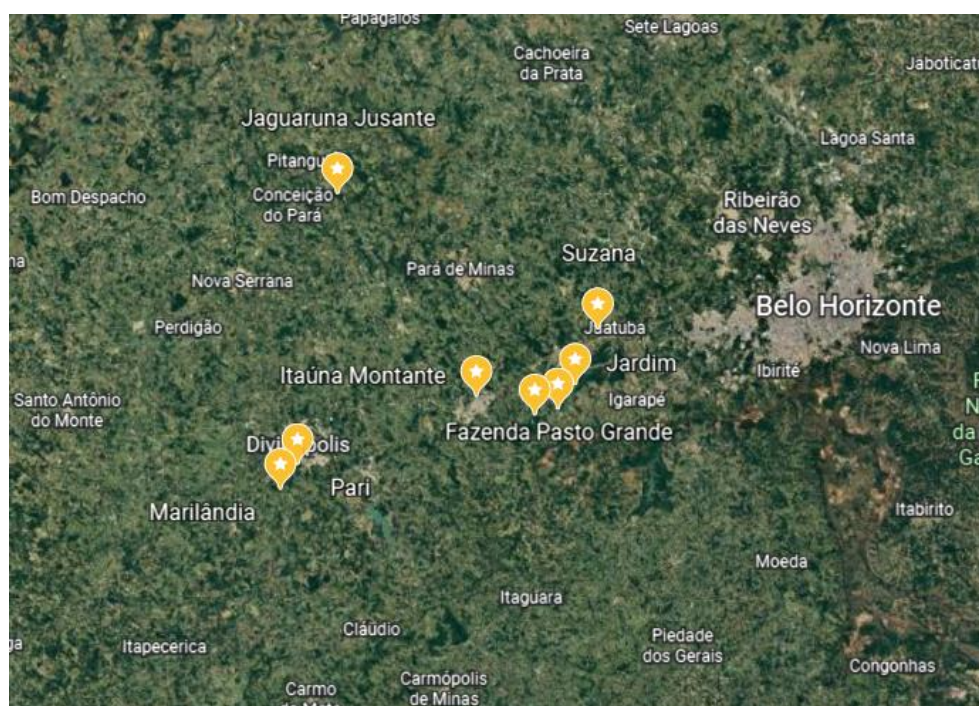 Papagaios
Sete Lagoas
Cachoeira
da Prata
Jaguaruna Jusante
Lagoa Santa
Bom Despacho
Conceição
do Pará
Ribeirão
das Neves
Suzana
Pará de Minas
Nova Serrana
Belo Horizonte
Perdigão
Juatuba
Nova Lima
Itaúna Montante
Jardim
Ibirité
Santo Antônio
do Monte
Igarapé
Fazenda Pasto Grande
Pari
Marilândia
Itabirito
Moeda
Itaguara
Cláudio
Piedade
dos Gerais
Itapecerica
Congonhas
Carmópolis
de Minas
Carmo